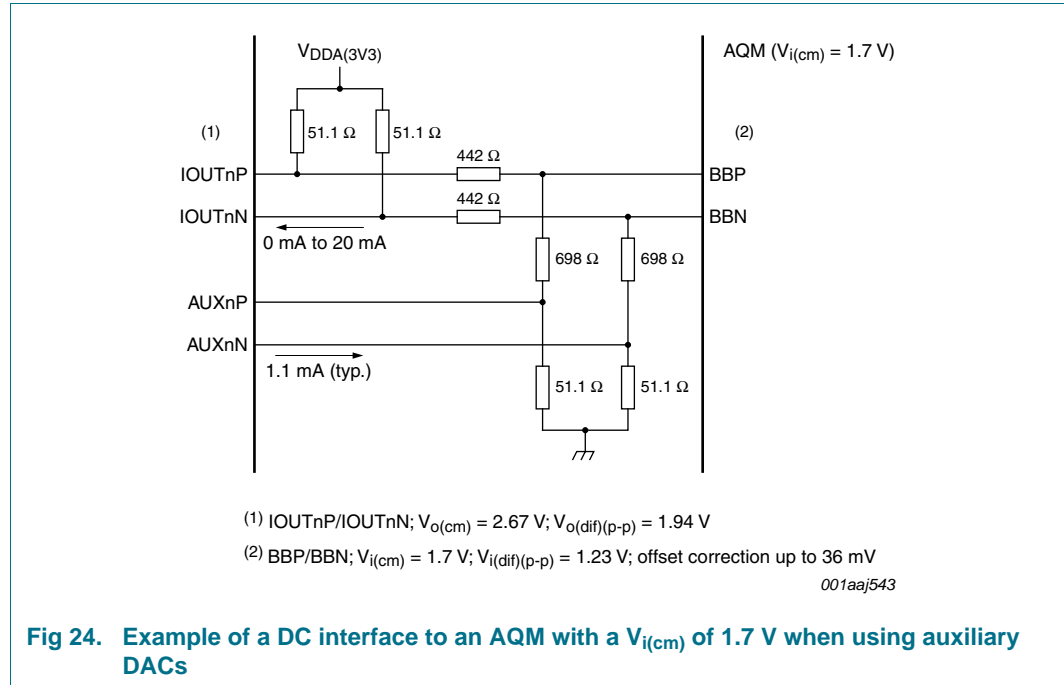 VDDA(3V3)
AQM (Vi(cm) = 1.7 V)
(1)
51.1 Ω
51.1 Ω
(2)
442 Ω
IOUTnP
BBP
442 Ω
IOUTnN
BBN
0 mA to 20 mA
698 Ω
698 Ω
AUXnP
AUXnN
1.1 mA (typ.)
51.1 Ω
51.1 Ω
(1) IOUTnP/IOUTnN; Vo(cm) = 2.67 V; Vo(dif)(p-p) = 1.94 V
(2) BBP/BBN; Vi(cm) = 1.7 V; Vi(dif)(p-p) = 1.23 V; offset correction up to 36 mV
001aaj543
Fig 24. Example of a DC interface to an AQM with a Vi(cm) of 1.7 V when using auxiliary
DACs